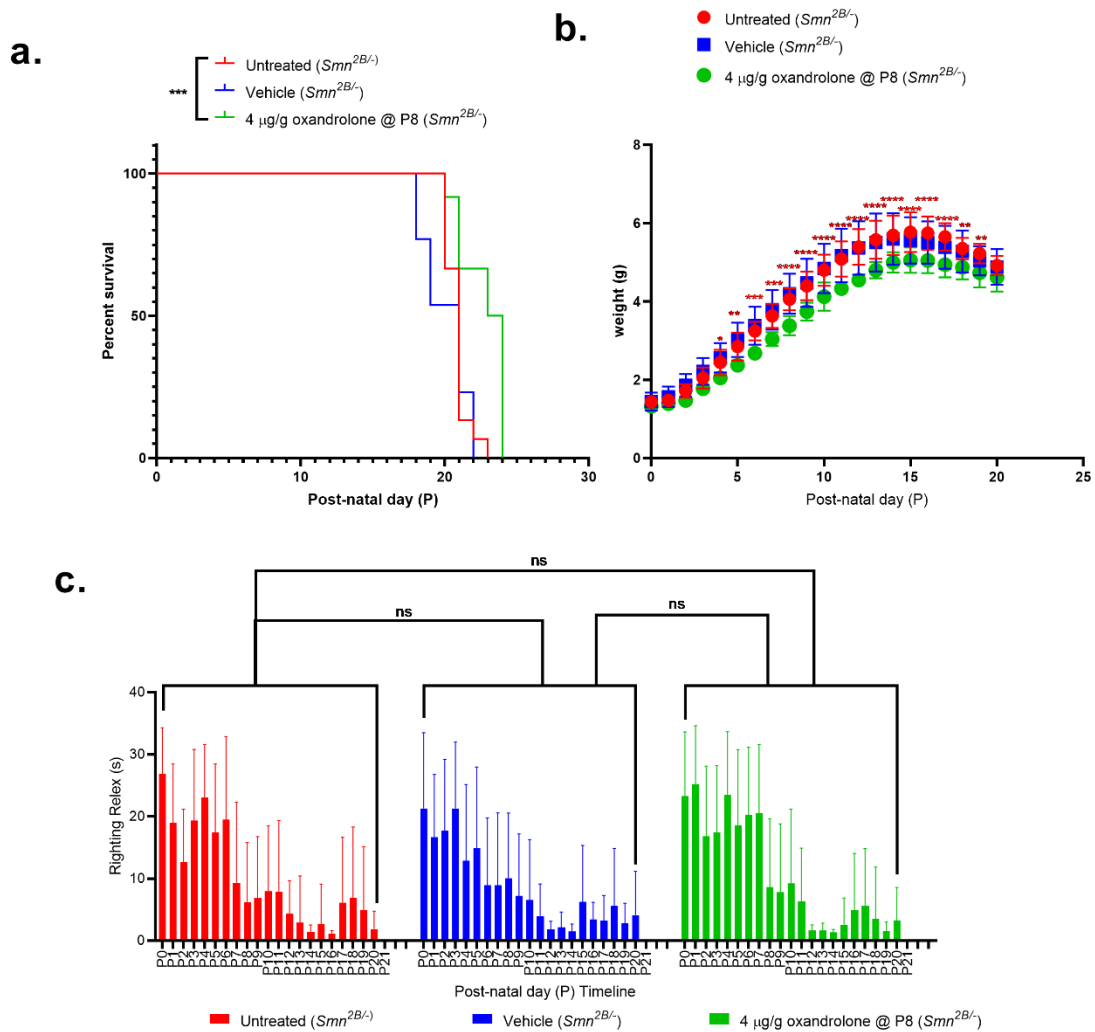 a.
Untreated (Smn2B/-)
Vehicle (Smn2B/-)
4 μg/g oxandrolone @ P8 (Smn2B/-)
***
Percent survival
100
50
0
0 10 20 30
Post-natal day (P)
b.
Untreated (Smn2B/-)
Vehicle (Smn2B/-)
4 μg/g oxandrolone @ P8 (Smn2B/-)
weight (g)
8
6
4
2
0
* ** *** *** **** **** **** **** **** **** **** **** **** **** ** **
0 5 10 15 20 25
Post-natal day (P)
c.
ns
ns ns
Righting Relex (s)
40
30
20
10
0
P0 P1 P2 P3 P4 P5 P6 P7 P8 P9 P10 P11 P12 P13 P14 P15 P16 P17 P18 P19 P20 P21 P0 P1 P2 P3 P4 P5 P6 P7 P8 P9 P10 P11 P12 P13 P14 P15 P16 P17 P18 P19 P20 P21 P0 P1 P2 P3 P4 P5 P6 P7 P8 P9 P10 P11 P12 P13 P14 P15 P16 P17 P18 P19 P20 P21
Post-natal day (P) Timeline
Untreated (Smn2B/-) Vehicle (Smn2B/-) 4 μg/g oxandrolone @ P8 (Smn2B/-)